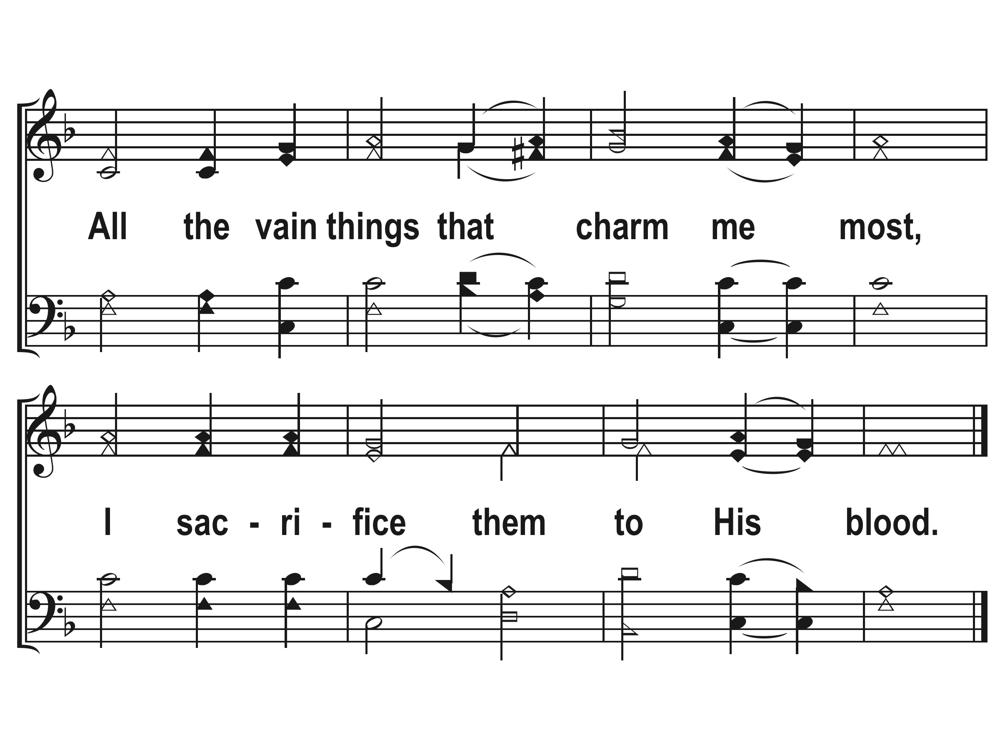 All the vain things that charm me most,
I sac - ri - fice them to His blood.